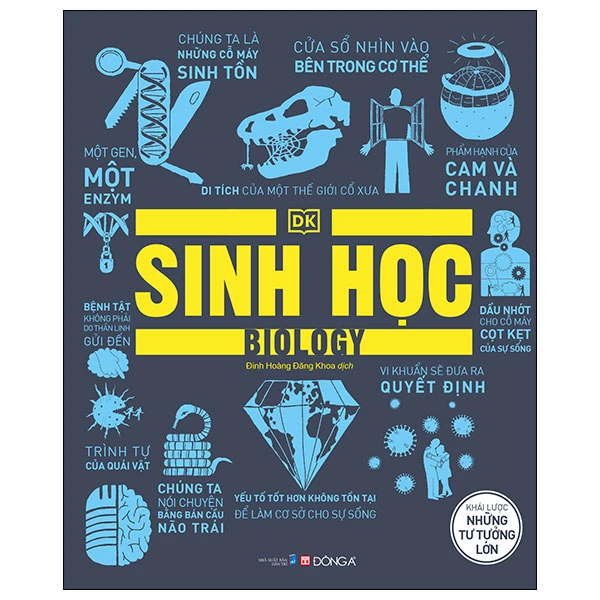 CHÚNG TA LÀ
NHỮNG CỖ MÁY
SINH TỒN
CỬA SỔ NHÌN VÀO
BÊN TRONG CƠ THỂ
MỘT GEN,
MỘT
ENZYM
DI TÍCH CỦA MỘT THẾ GIỚI CỔ XƯA
PHẨM HẠNH CỦA
CAM VÀ
CHANH
DK
SINH HỌC
BIOLOGY
Đinh Hoàng Đăng Khoa dịch
BỆNH TẬT
KHÔNG PHẢI
DO THẦN LINH
GỬI ĐẾN
DẦU NHỚT
CHO CỖ MÁY
CỌT KẸT
CỦA SỰ SỐNG
VI KHUẨN SẼ ĐƯA RA
QUYẾT ĐỊNH
TRÌNH TỰ
CỦA QUÁI VẬT
CHÚNG TA
NÓI CHUYỆN
BẰNG BÁN CẦU
NÃO TRÁI
YẾU TỐ TỐT HƠN KHÔNG TỒN TẠI
ĐỂ LÀM CƠ SỞ CHO SỰ SỐNG
KHÁI LƯỢC
NHỮNG
TƯ TƯỞNG
LỚN
NHÀ XUẤT BẢN
DÂN TRÍ
ĐÔNG A